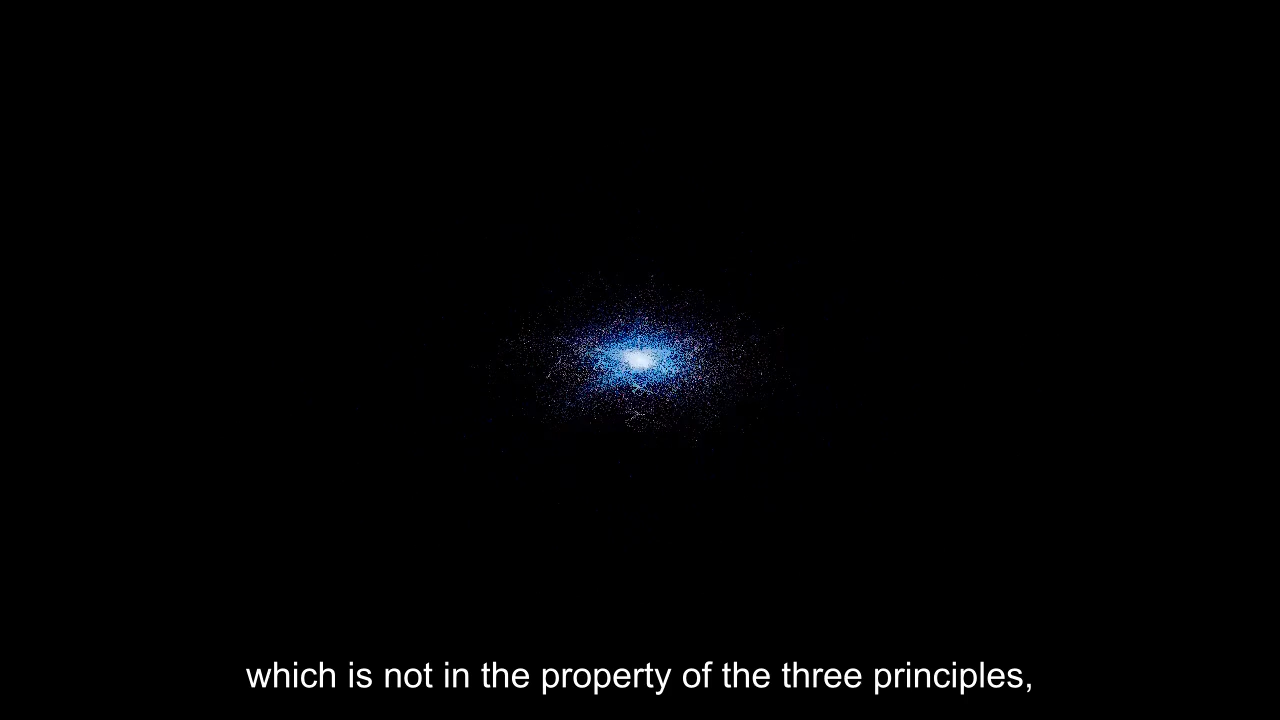 which is not in the property of the three principles,